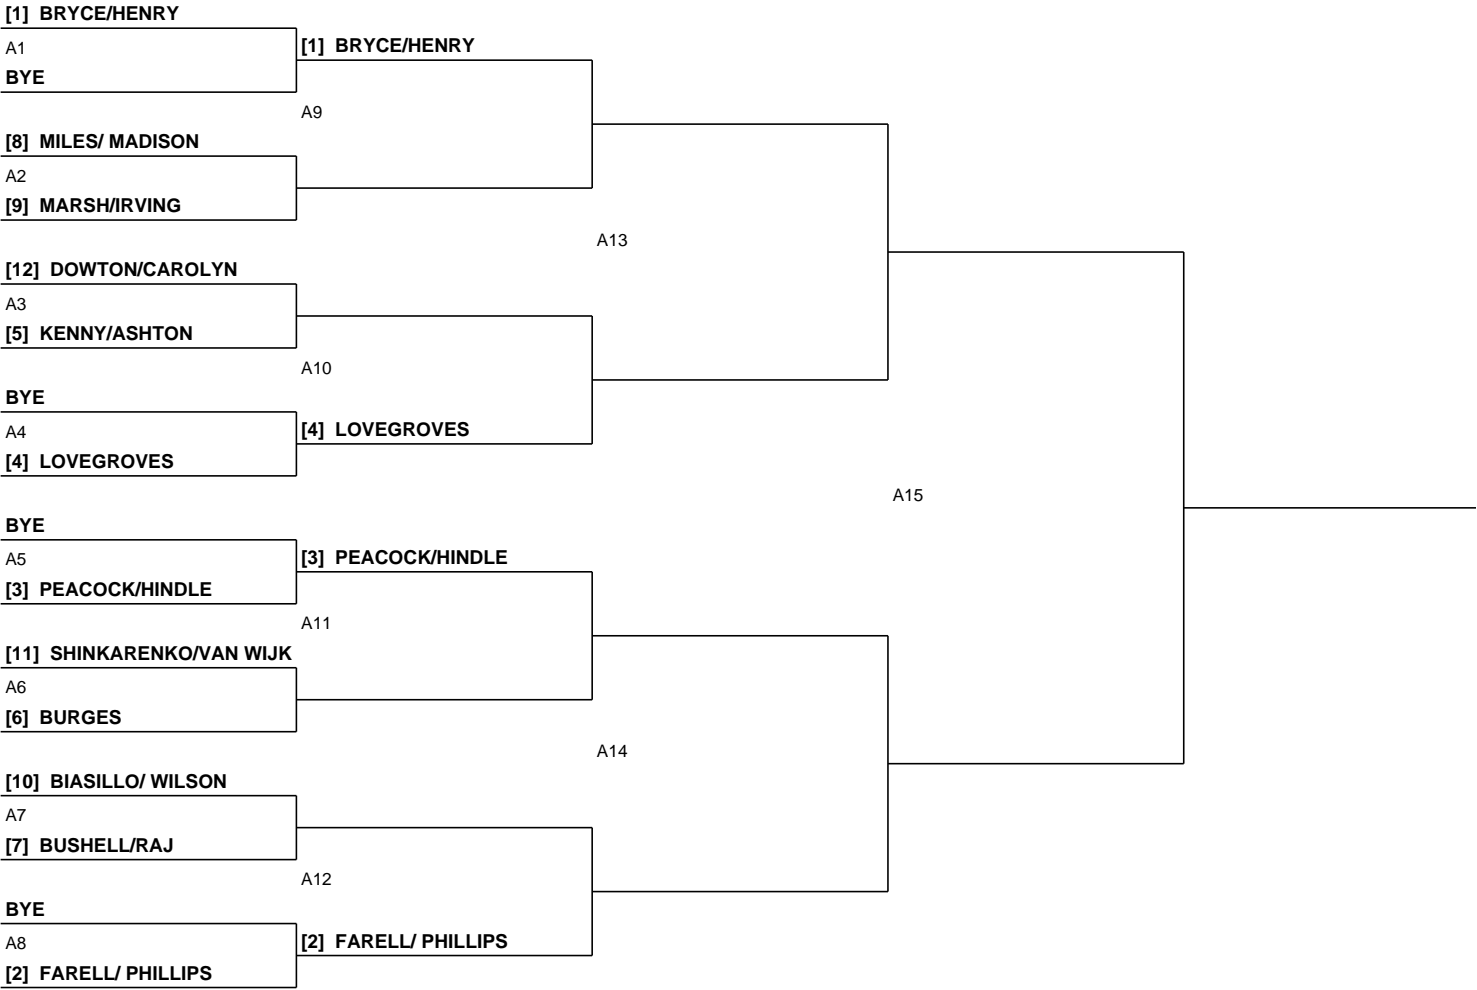 [1] BRYCE/HENRY
A1
[1] BRYCE/HENRY
BYE
A9
[8] MILES/ MADISON
A2
[9] MARSH/IRVING
A13
[12] DOWTON/CAROLYN
A3
[5] KENNY/ASHTON
A10
BYE
A4
[4] LOVEGROVES
[4] LOVEGROVES
A15
BYE
A5
[3] PEACOCK/HINDLE
[3] PEACOCK/HINDLE
A11
[11] SHINKARENKO/VAN WIJK
A6
[6] BURGES
A14
[10] BIASILLO/ WILSON
A7
[7] BUSHELL/RAJ
A12
BYE
A8
[2] FARELL/ PHILLIPS
[2] FARELL/ PHILLIPS